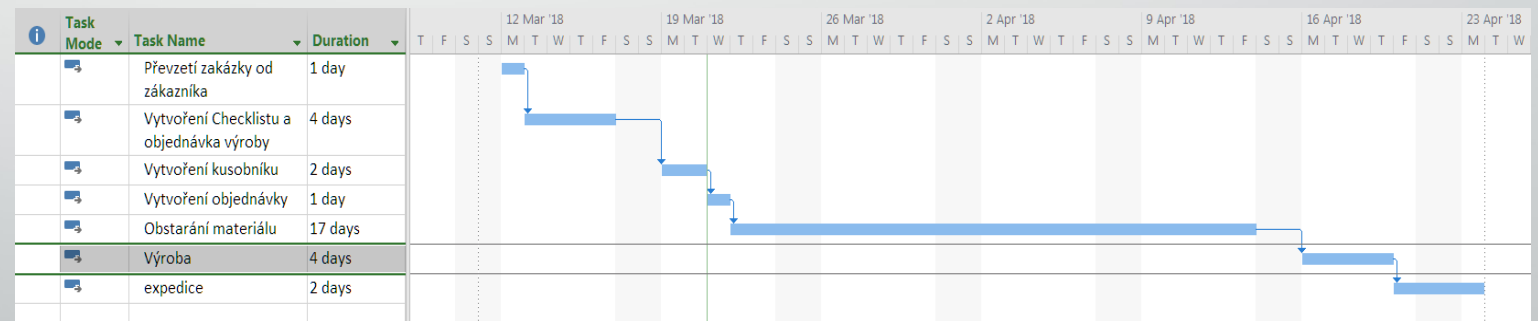 Task Mode Task Name Duration
12 Mar '18 19 Mar '18 26 Mar '18 2 Apr '18 9 Apr '18 16 Apr '18 23 Apr '18
T F S S M T W T F S S M T W T F S S M T W T F S S M T W T F S S M T W T F S S M T W T F S S M T W
Převzetí zakázky od zákazníka 1 day
Vytvoření Checklistu a objednávka výroby 4 days
Vytvoření kusobníku 2 days
Vytvoření objednávky 1 day
Obstarání materiálu 17 days
Výroba 4 days
expedice 2 days